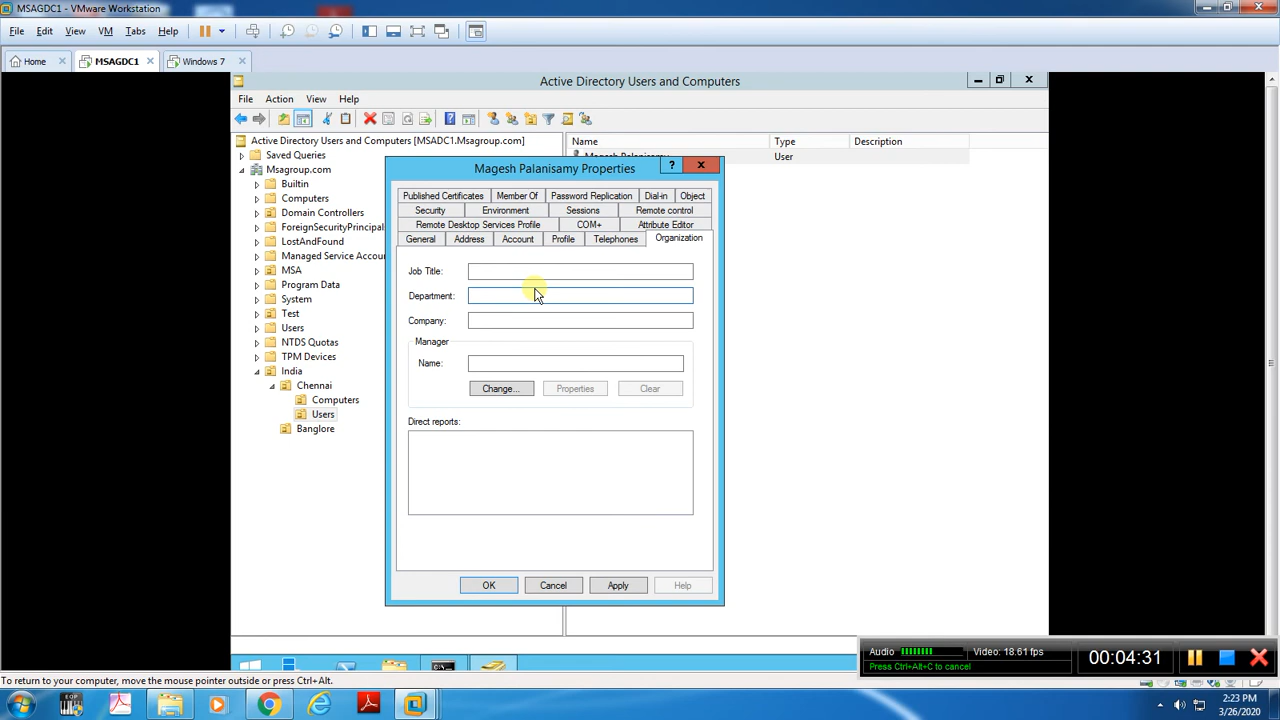 MSAGDC1 - VMware Workstation
File Edit View VM Tabs Help
Home MSAGDC1 Windows 7
Active Directory Users and Computers
File Action View Help
Active Directory Users and Computers [MSADC1.Msagroup.com]
Name Type Description
Saved Queries
User
Msagroup.com
Magesh Palanisamy Properties
Builtin
Published Certificates Member Of Password Replication Dial-in Object
Computers
Security Environment Sessions Remote control
Domain Controllers
Remote Desktop Services Profile COM+ Attribute Editor
ForeignSecurityPrincipal
General Address Account Profile Telephones Organization
LostAndFound
Managed Service Accou
MSA
Job Title:
Program Data
Department:
System
Test
Company:
Users
NTDS Quotas
Manager
TPM Devices
Name:
India
Chennai
Change... Properties Clear
Computers
Users
Direct reports:
Banglore
OK Cancel Apply Help
Audio Video: 18.61 fps
Press Ctrl+Alt+C to cancel
00:04:31
To return to your computer, move the mouse pointer outside or press Ctrl+Alt.
2:23 PM
3/26/2020